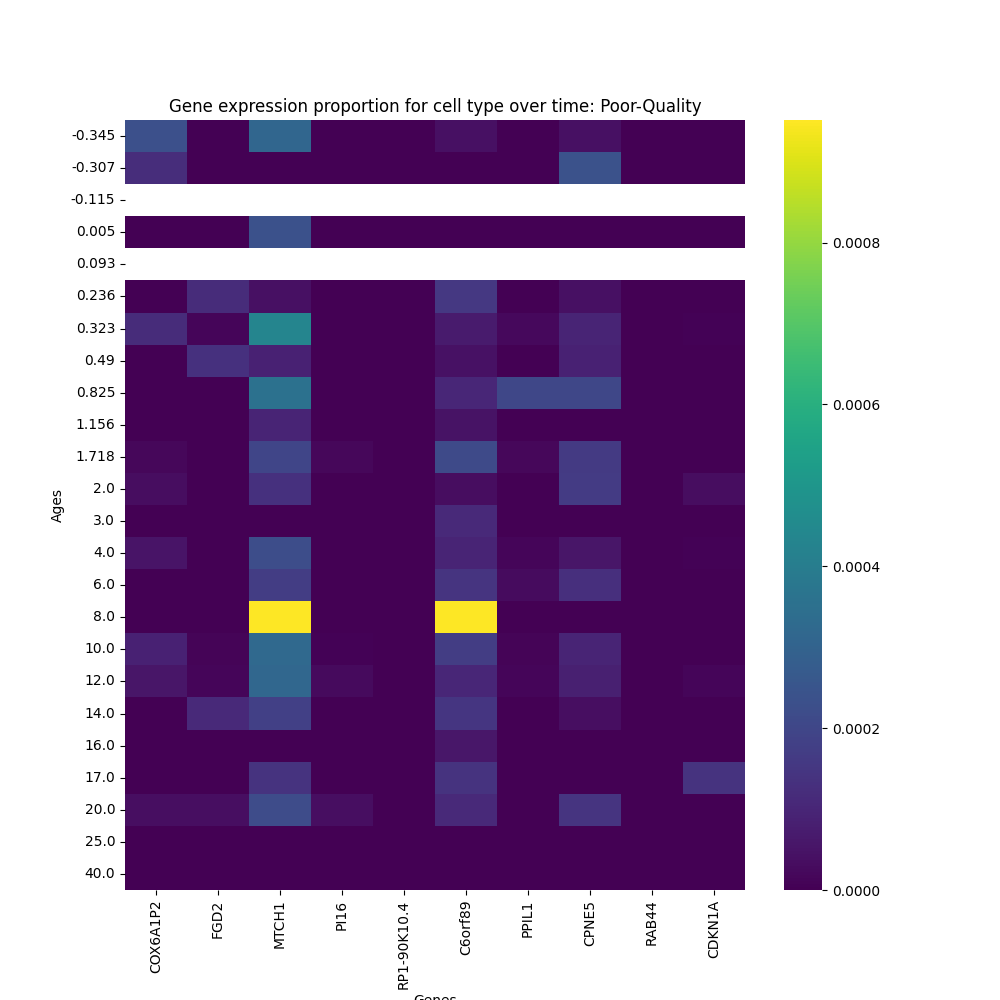 Gene expression proportion for cell type over time: Poor-Quality
-0.345
-0.307
-0.115
0.005
0.093
0.236
0.323
0.49
0.825
1.156
1.718
2.0
3.0
4.0
6.0
8.0
10.0
12.0
14.0
16.0
17.0
20.0
25.0
40.0
Ages
COX6A1P2
FGD2
MTCH1
PI16
RP1-90K10.4
C6orf89
PPIL1
CPNE5
RAB44
CDKN1A
Genes
0.0008
0.0006
0.0004
0.0002
0.0000